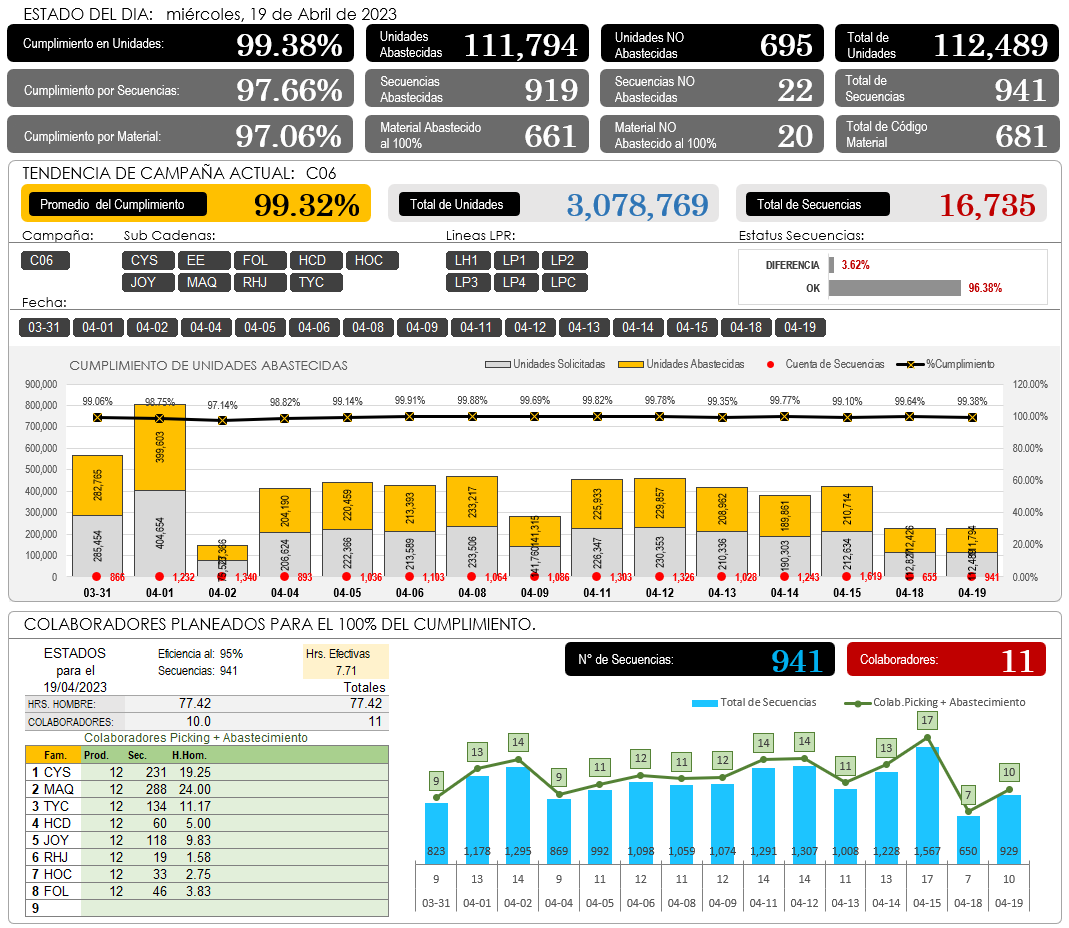 ESTADO DEL DIA: miércoles, 19 de Abril de 2023
Cumplimiento en Unidades: 99.38%
Unidades Abastecidas 111,794
Unidades NO Abastecidas 695
Total de Unidades 112,489
Cumplimiento por Secuencias: 97.66%
Secuencias Abastecidas 919
Secuencias NO Abastecidas 22
Total de Secuencias 941
Cumplimiento por Material: 97.06%
Material Abastecido al 100% 661
Material NO Abastecido al 100% 20
Total de Código Material 681
TENDENCIA DE CAMPAÑA ACTUAL: C06
Promedio del Cumplimiento 99.32%
Total de Unidades 3,078,769
Total de Secuencias 16,735
Campaña: Sub Cadenas: Lineas LPR: Estatus Secuencias:
C06
CYS EE FOL HCD HOC
JOY MAQ RHJ TYC
LH1 LP1 LP2
LP3 LP4 LPC
DIFERENCIA 3.62%
OK 96.38%
Fecha:
03-31 04-01 04-02 04-04 04-05 04-06 04-08 04-09 04-11 04-12 04-13 04-14 04-15 04-18 04-19
CUMPLIMIENTO DE UNIDADES ABASTECIDAS
Unidades Solicitadas Unidades Abastecidas Cuenta de Secuencias %Cumplimiento
900,000
800,000
700,000
600,000
500,000
400,000
300,000
200,000
100,000
0
120.00%
100.00%
80.00%
60.00%
40.00%
20.00%
0.00%
99.06% 98.75% 97.14% 98.82% 99.14% 99.91% 99.88% 99.69% 99.82% 99.78% 99.35% 99.77% 99.10% 99.64% 99.38%
282,765 399,603 204,190 220,459 213,393 233,217 141,315 225,933 229,857 208,962 189,861 210,714 112,426 111,794
285,454 404,654 206,624 222,366 213,589 233,506 141,760 226,347 230,353 210,336 190,303 212,634 112,489
866 1,232 1,340 893 1,036 1,103 1,064 1,086 1,303 1,326 1,028 1,243 1,619 655 941
03-31 04-01 04-02 04-04 04-05 04-06 04-08 04-09 04-11 04-12 04-13 04-14 04-15 04-18 04-19
COLABORADORES PLANEADOS PARA EL 100% DEL CUMPLIMIENTO.
ESTADOS
para el
19/04/2023
Eficiencia al: 95%
Secuencias: 941
Hrs. Efectivas
7.71
Totales
HRS. HOMBRE: 77.42 77.42
COLABORADORES: 10.0 11
Colaboradores Picking + Abastecimiento
Fam. Prod. Sec. H.Hom.
1 CYS 12 231 19.25
2 MAQ 12 288 24.00
3 TYC 12 134 11.17
4 HCD 12 60 5.00
5 JOY 12 118 9.83
6 RHJ 12 19 1.58
7 HOC 12 33 2.75
8 FOL 12 46 3.83
9
N° de Secuencias: 941
Colaboradores: 11
Total de Secuencias Colab.Picking + Abastecimiento
9 13 14 9 11 12 11 12 14 14 11 13 17 7 10
823 1,178 1,295 869 992 1,098 1,059 1,074 1,291 1,307 1,008 1,228 1,567 650 929
9 13 14 9 11 12 11 12 14 14 11 13 17 7 10
03-31 04-01 04-02 04-04 04-05 04-06 04-08 04-09 04-11 04-12 04-13 04-14 04-15 04-18 04-19